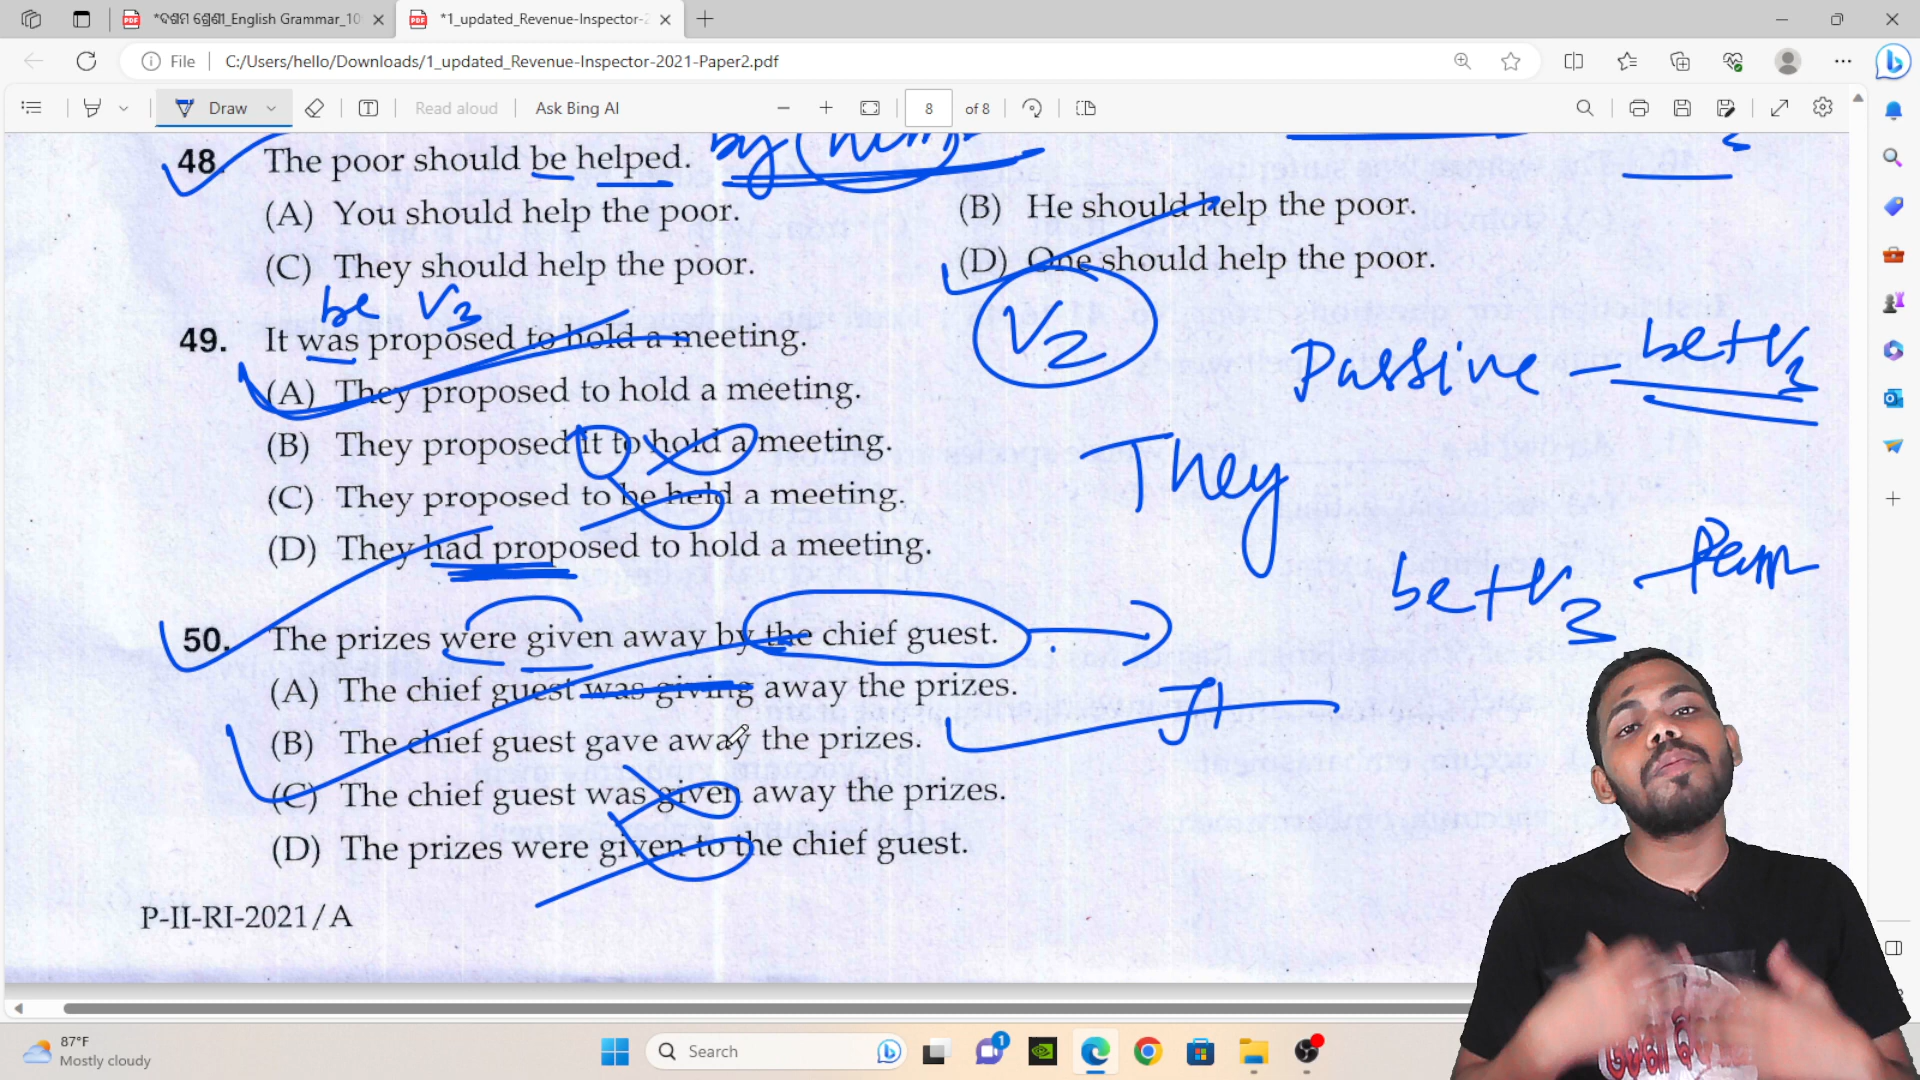 *ଦଶମ ଶ୍ରେଣୀ_English Grammar_10
*1_updated_Revenue-Inspector-2
File
C:/Users/hello/Downloads/1_updated_Revenue-Inspector-2021-Paper2.pdf
Draw
Read aloud
Ask Bing AI
8 of 8
48. The poor should be helped. by
(A) You should help the poor. (B) He should help the poor.
(C) They should help the poor. (D) One should help the poor.
be V3
V2
Passive - be+V3
49. It was proposed to hold a meeting.
(A) They proposed to hold a meeting.
(B) They proposed it to hold a meeting.
They
(C) They proposed to be held a meeting.
(D) They had proposed to hold a meeting.
be+V3
50. The prizes were given away by the chief guest.
(A) The chief guest was giving away the prizes.
(B) The chief guest gave away the prizes.
(C) The chief guest was given away the prizes.
(D) The prizes were given to the chief guest.
P-II-RI-2021/A
87°F
Mostly cloudy
Search
1